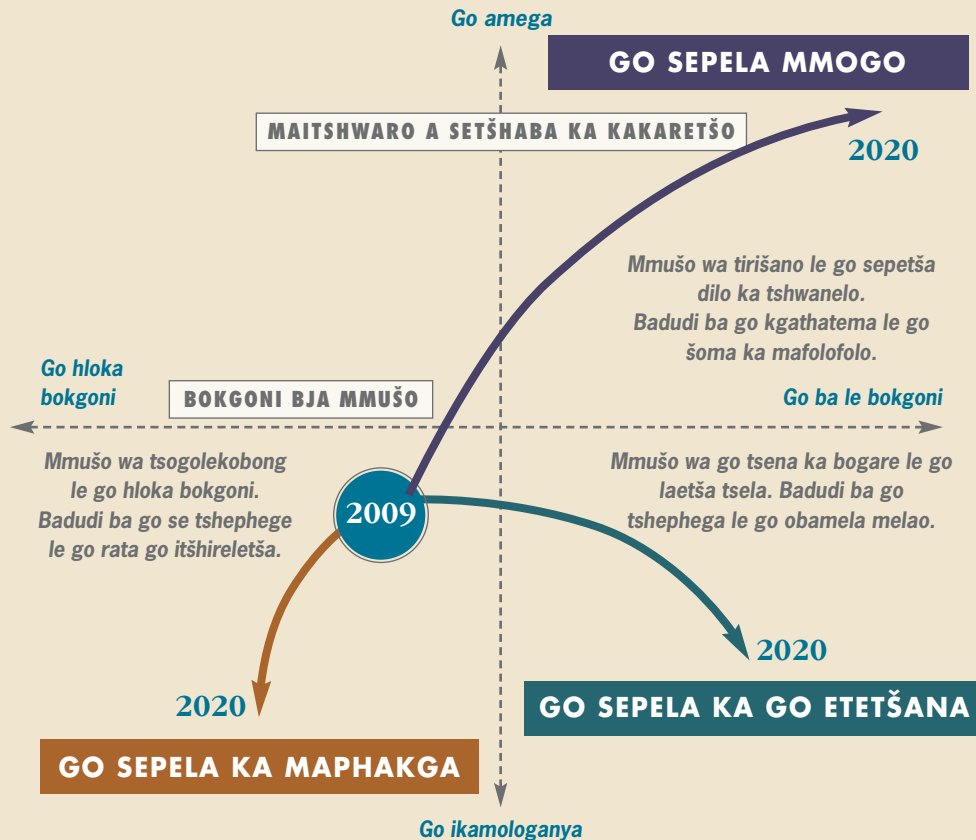 Go amega
GO SEPELA MMOGO
MAITSHWARO A SETŠHABA KA KAKARETŠO
2020
Mmušo wa tirišano le go sepetša
dilo ka tshwanelo.
Badudi ba go kgathatema le go
šoma ka mafolofolo.
Go hloka
bokgoni
BOKGONI BJA MMUŠO
Go ba le bokgoni
Mmušo wa tsogolekobong
le go hloka bokgoni.
Badudi ba go se tshephege
le go rata go itšhireletša.
2009
Mmušo wa go tsena ka bogare le go
laetša tsela. Badudi ba go
tshephega le go obamela melao.
2020
GO SEPELA KA GO ETETŠANA
2020
GO SEPELA KA MAPHAKGA
Go ikamologanya